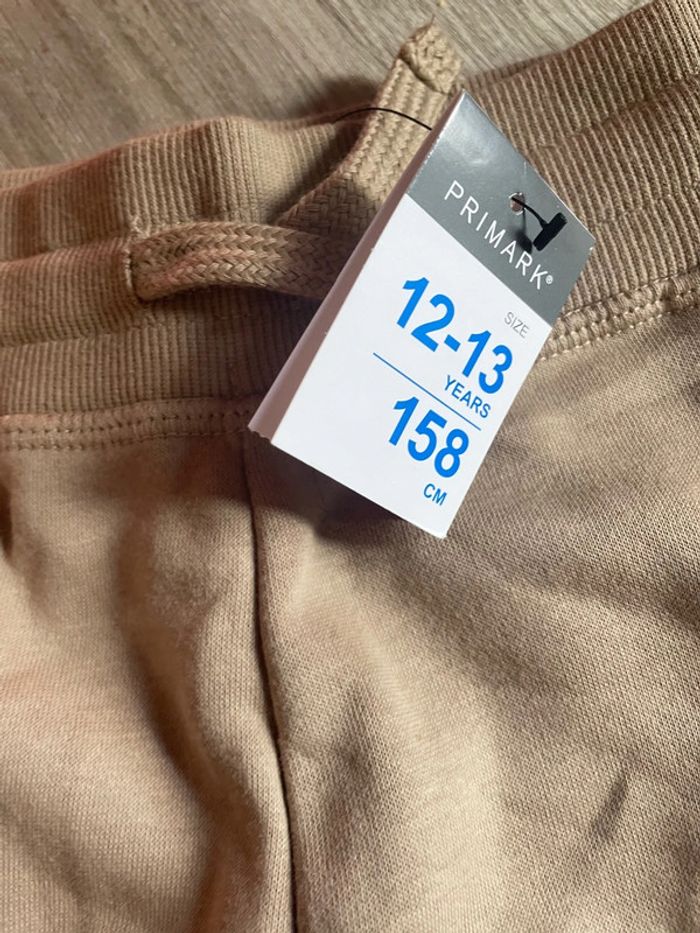 PRIMARK®
SIZE
12-13
YEARS
158
CM